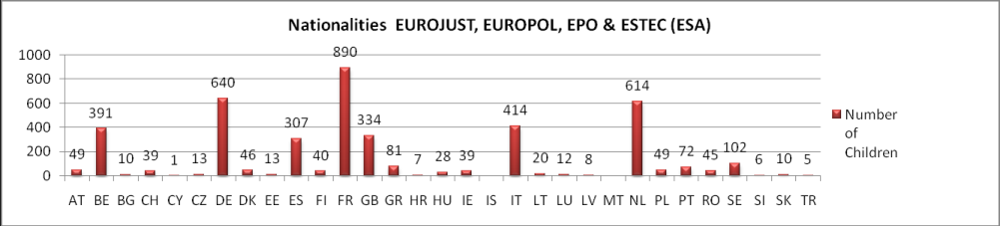 Nationalities EUROJUST, EUROPOL, EPO & ESTEC (ESA)
1000
800
600
400
200
0
49 391 10 39 1 13 640 46 13 307 40 890 334 81 7 28 39 414 20 12 8 614 49 72 45 102 6 10 5
AT BE BG CH CY CZ DE DK EE ES FI FR GB GR HR HU IE IS IT LT LU LV MT NL PL PT RO SE SI SK TR
Number
of
Children